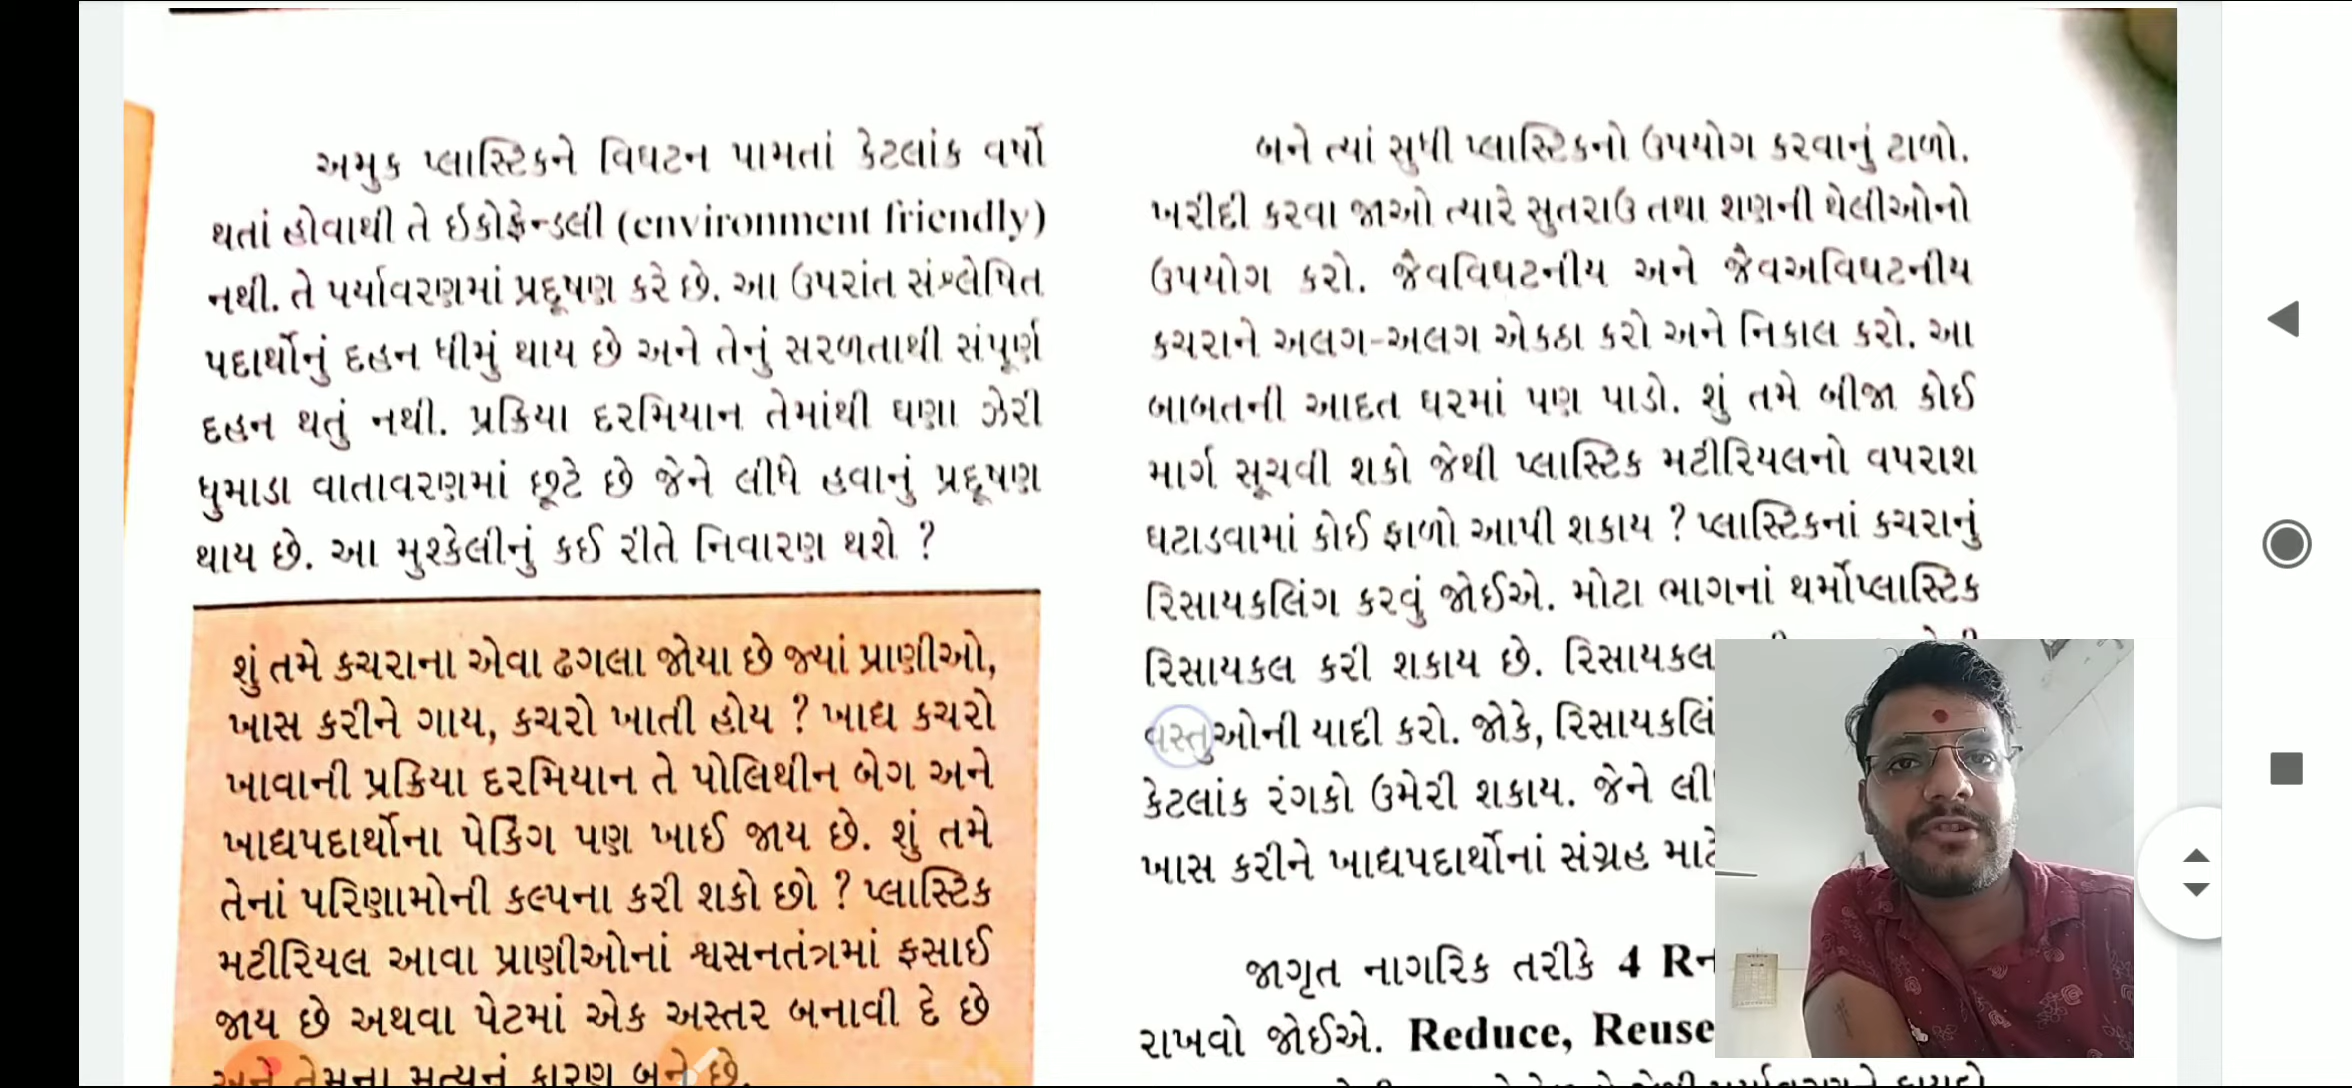 અમુક પ્લાસ્ટિકને વિઘટન પામતાં કેટલાંક વર્ષો
થતાં હોવાથી તે ઇકોફ્રેન્ડલી (environment friendly)
નથી. તે પર્યાવરણમાં પ્રદૂષણ કરે છે. આ ઉપરાંત સંશ્લેષિત
પદાર્થોનું દહન ધીમું થાય છે અને તેનું સરળતાથી સંપૂર્ણ
દહન થતું નથી. પ્રક્રિયા દરમિયાન તેમાંથી ઘણા ઝેરી
ધુમાડા વાતાવરણમાં છૂટે છે જેને લીધે હવાનું પ્રદૂષણ
થાય છે. આ મુશ્કેલીનું કઈ રીતે નિવારણ થશે ?
શું તમે કચરાના એવા ઢગલા જોયા છે જ્યાં પ્રાણીઓ,
ખાસ કરીને ગાય, કચરો ખાતી હોય ? ખાદ્ય કચરો
ખાવાની પ્રક્રિયા દરમિયાન તે પોલિથીન બેગ અને
ખાદ્યપદાર્થોના પેકિંગ પણ ખાઈ જાય છે. શું તમે
તેનાં પરિણામોની કલ્પના કરી શકો છો ? પ્લાસ્ટિક
મટીરિયલ આવા પ્રાણીઓનાં શ્વસનતંત્રમાં ફસાઈ
જાય છે અથવા પેટમાં એક અસ્તર બનાવી દે છે
અને તેમના મૃત્યુનું કારણ બને છે.
બને ત્યાં સુધી પ્લાસ્ટિકનો ઉપયોગ કરવાનું ટાળો.
ખરીદી કરવા જાઓ ત્યારે સુતરાઉ તથા શણની થેલીઓનો
ઉપયોગ કરો. જૈવવિઘટનીય અને જૈવઅવિઘટનીય
કચરાને અલગ-અલગ એકઠા કરો અને નિકાલ કરો. આ
બાબતની આદત ઘરમાં પણ પાડો. શું તમે બીજા કોઈ
માર્ગ સૂચવી શકો જેથી પ્લાસ્ટિક મટીરિયલનો વપરાશ
ઘટાડવામાં કોઈ ફાળો આપી શકાય ? પ્લાસ્ટિકનાં કચરાનું
રિસાયકલિંગ કરવું જોઈએ. મોટા ભાગનાં થર્મોપ્લાસ્ટિક
રિસાયકલ કરી શકાય છે. રિસાયકલ
વસ્તુઓની યાદી કરો. જોકે, રિસાયકલિં
કેટલાંક રંગકો ઉમેરી શકાય. જેને લી
ખાસ કરીને ખાદ્યપદાર્થોનાં સંગ્રહ માટે
જાગૃત નાગરિક તરીકે 4 R
રાખવો જોઈએ. Reduce, Reuse